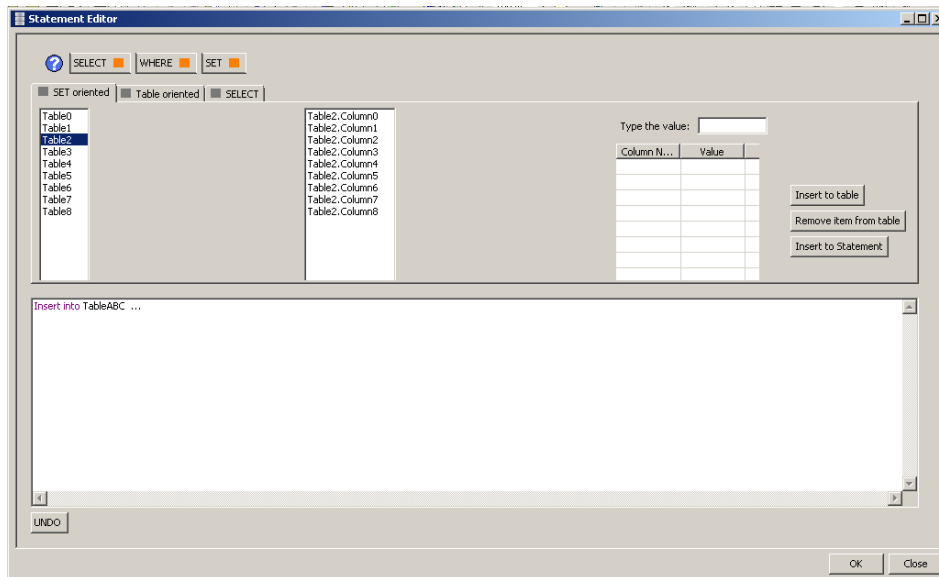 Statement Editor
SELECT WHERE SET
SET oriented Table oriented SELECT
Table0
Table1
Table2
Table3
Table4
Table5
Table6
Table7
Table8
Table2.Column0
Table2.Column1
Table2.Column2
Table2.Column3
Table2.Column4
Table2.Column5
Table2.Column6
Table2.Column7
Table2.Column8
Type the value:
Column N... Value
Insert to table
Remove item from table
Insert to Statement
Insert into TableABC ...
UNDO
OK Close